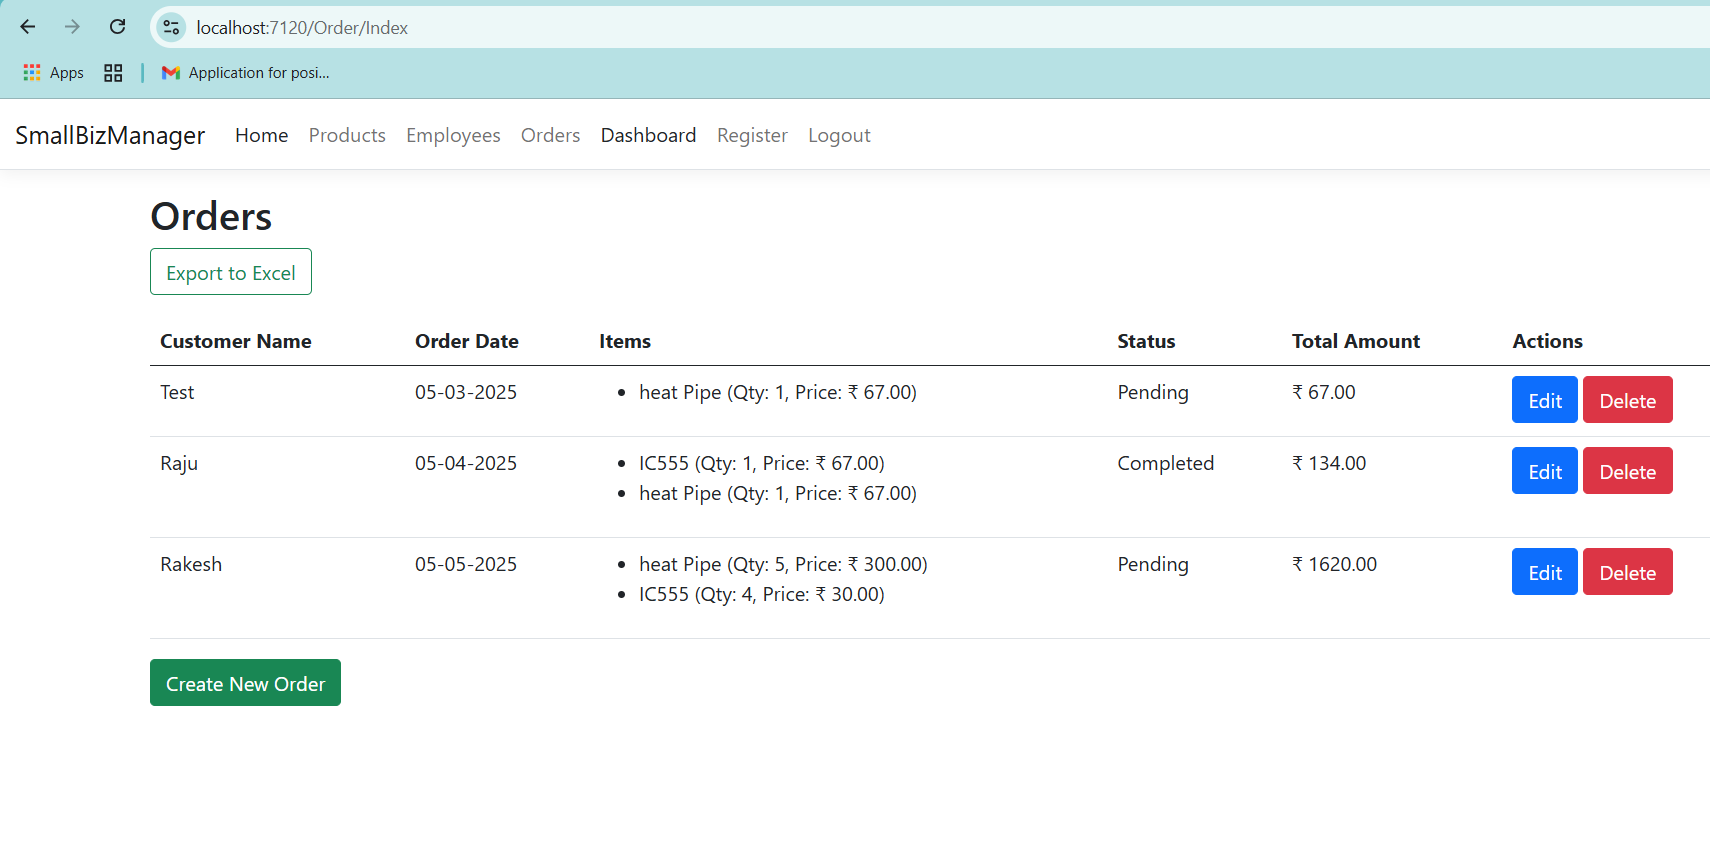 localhost:7120/Order/Index
Apps
Application for posi...
SmallBizManager Home Products Employees Orders Dashboard Register Logout
Orders
Export to Excel
Customer Name Order Date Items Status Total Amount Actions
Test 05-03-2025 • heat Pipe (Qty: 1, Price: ₹ 67.00) Pending ₹ 67.00 Edit Delete
Raju 05-04-2025 • IC555 (Qty: 1, Price: ₹ 67.00) Completed ₹ 134.00 Edit Delete
• heat Pipe (Qty: 1, Price: ₹ 67.00)
Rakesh 05-05-2025 • heat Pipe (Qty: 5, Price: ₹ 300.00) Pending ₹ 1620.00 Edit Delete
• IC555 (Qty: 4, Price: ₹ 30.00)
Create New Order